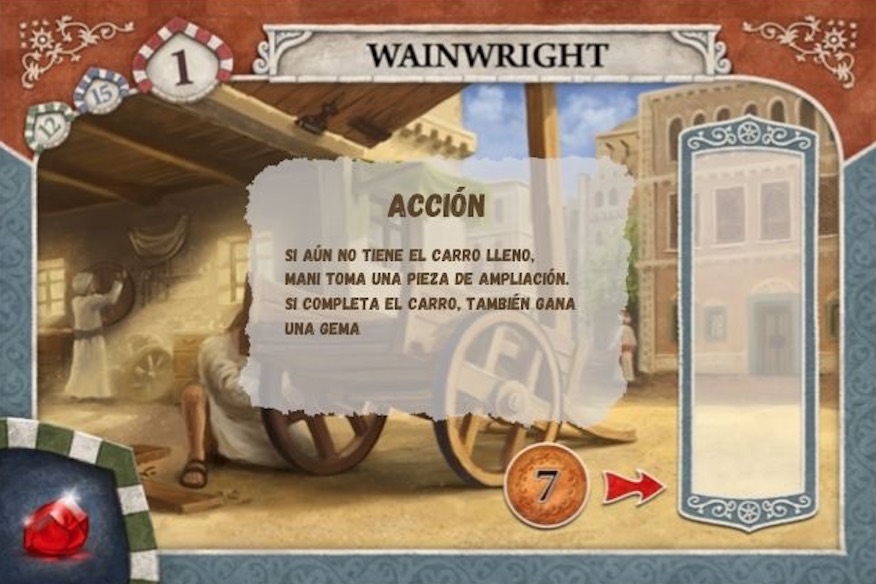 WAINWRIGHT
1
15
12
ACCIÓN
SI AÚN NO TIENE EL CARRO LLENO,
MANI TOMA UNA PIEZA DE AMPLIACIÓN.
SI COMPLETA EL CARRO, TAMBIÉN GANA
UNA GEMA
7